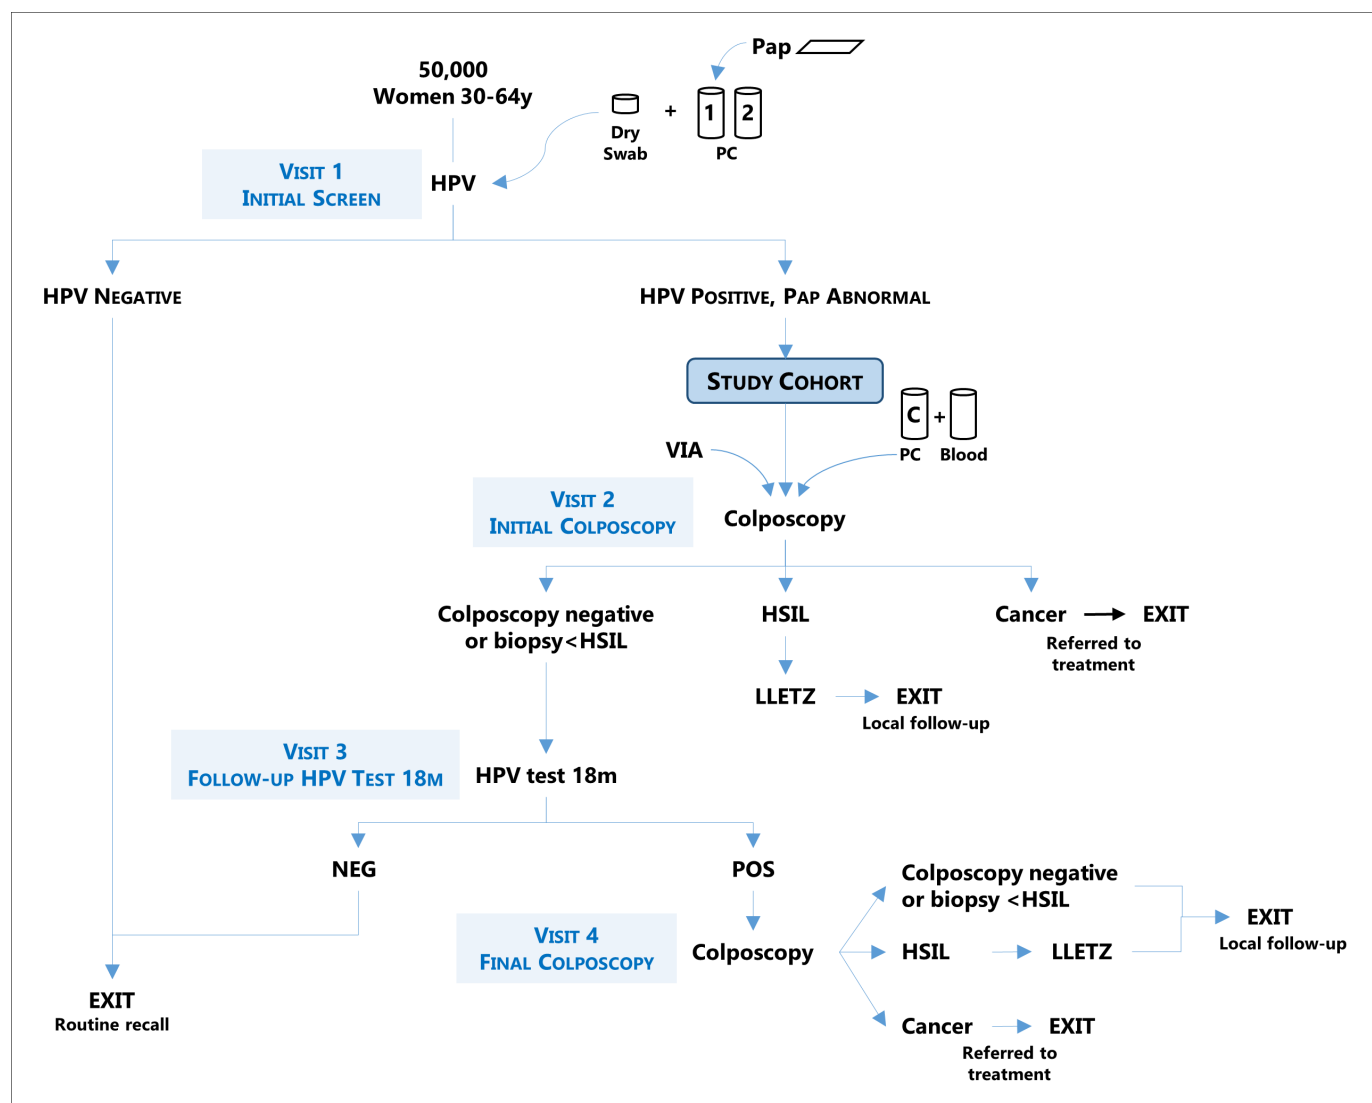 Pap
50,000
Women 30-64y
1
2
+
Dry
Swab
PC
VISIT 1
INITIAL SCREEN
HPV
HPV NEGATIVE
HPV POSITIVE, PAP ABNORMAL
STUDY COHORT
C
+
PC
Blood
VIA
VISIT 2
INITIAL COLPOSCOPY
Colposcopy
Colposcopy negative
or biopsy<HSIL
HSIL
Cancer
EXIT
Referred to
treatment
LLETZ
EXIT
Local follow-up
VISIT 3
FOLLOW-UP HPV TEST 18M
HPV test 18m
NEG
POS
VISIT 4
FINAL COLPOSCOPY
Colposcopy
Colposcopy negative
or biopsy <HSIL
HSIL
LLETZ
EXIT
Local follow-up
Cancer
EXIT
Referred to
treatment
EXIT
Routine recall